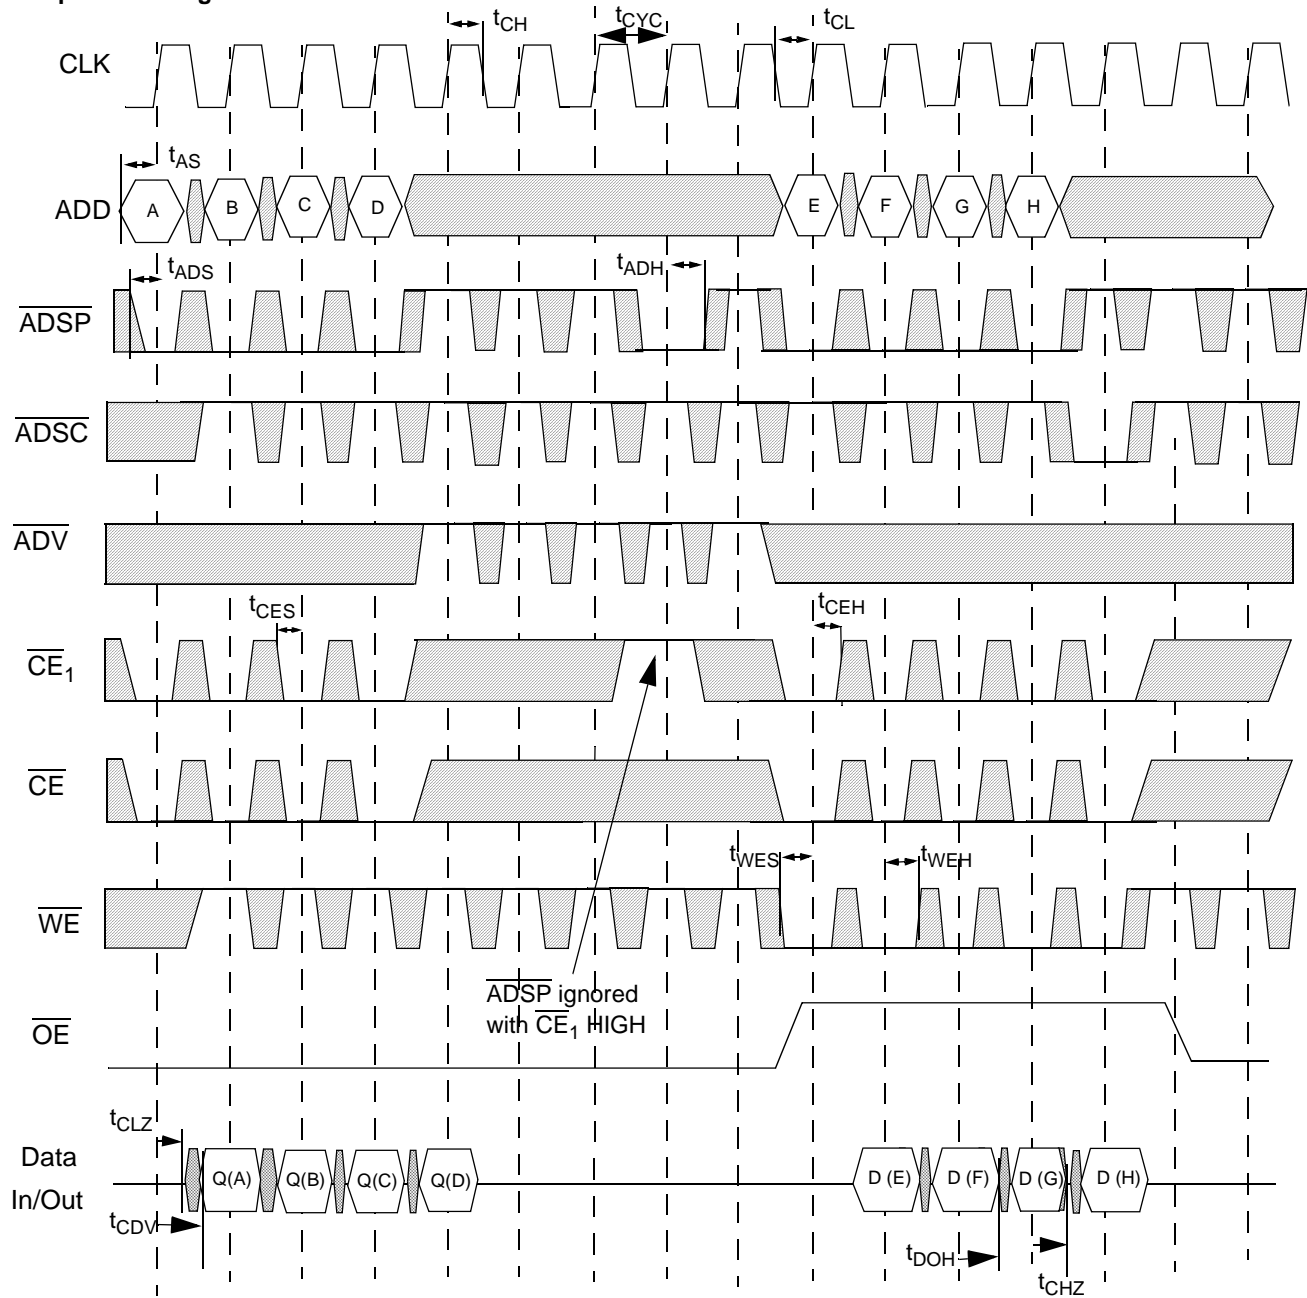 tCH
tCYC
tCL
CLK
tAS
ADD
A
B
C
D
E
F
G
H
tADS
tADH
ADSP
ADSC
ADV
tCES
tCEH
CE1
CE
tWES
tWEH
WE
ADSP ignored
with CE1 HIGH
OE
tCLZ
Data
In/Out
Q(A)
Q(B)
Q(C)
Q(D)
D (E)
D (F)
D (G)
D (H)
tCDV
tDOH
tCHZ